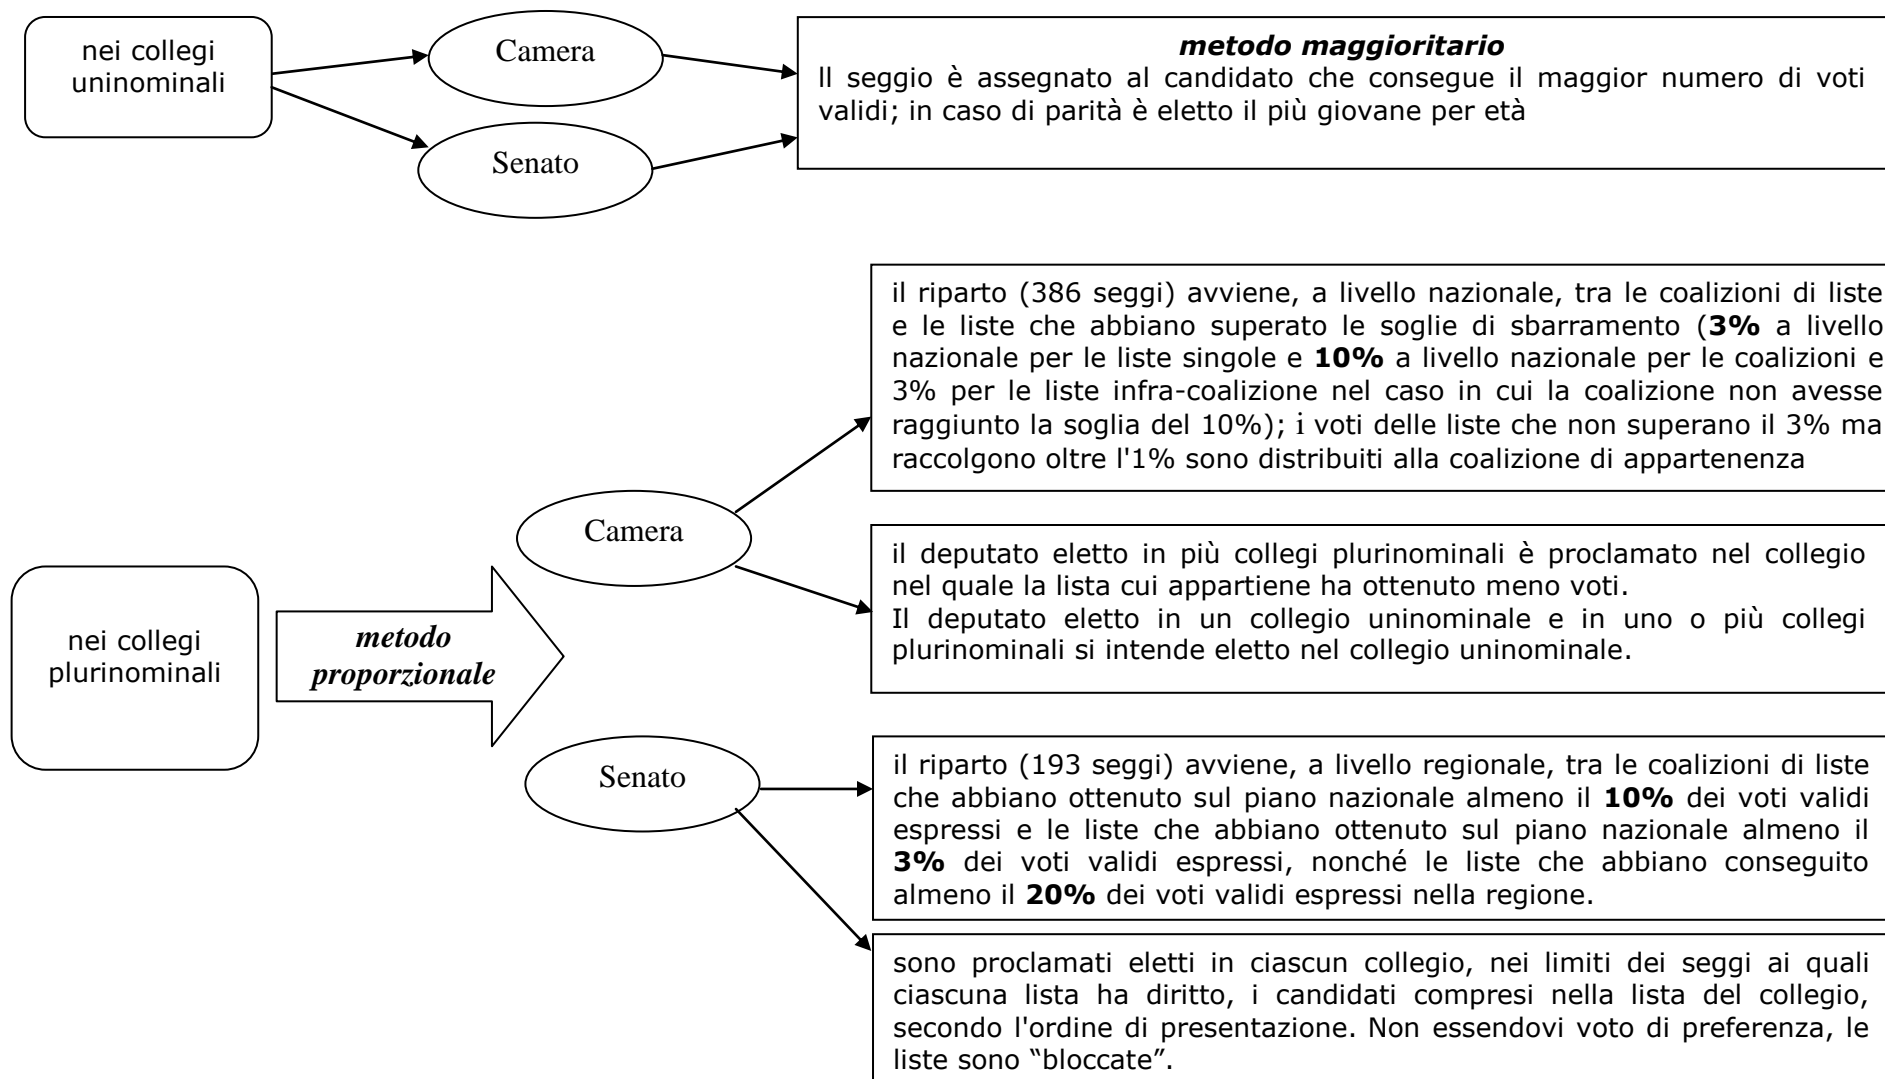 nei collegi
uninominali
Camera
Senato
metodo maggioritario
ll seggio è assegnato al candidato che consegue il maggior numero di voti
validi; in caso di parità è eletto il più giovane per età
nei collegi
plurinominali
metodo
proporzionale
Camera
il riparto (386 seggi) avviene, a livello nazionale, tra le coalizioni di liste
e le liste che abbiano superato le soglie di sbarramento (3% a livello
nazionale per le liste singole e 10% a livello nazionale per le coalizioni e
3% per le liste infra-coalizione nel caso in cui la coalizione non avesse
raggiunto la soglia del 10%); i voti delle liste che non superano il 3% ma
raccolgono oltre l'1% sono distribuiti alla coalizione di appartenenza
il deputato eletto in più collegi plurinominali è proclamato nel collegio
nel quale la lista cui appartiene ha ottenuto meno voti.
Il deputato eletto in un collegio uninominale e in uno o più collegi
plurinominali si intende eletto nel collegio uninominale.
Senato
il riparto (193 seggi) avviene, a livello regionale, tra le coalizioni di liste
che abbiano ottenuto sul piano nazionale almeno il 10% dei voti validi
espressi e le liste che abbiano ottenuto sul piano nazionale almeno il
3% dei voti validi espressi, nonché le liste che abbiano conseguito
almeno il 20% dei voti validi espressi nella regione.
sono proclamati eletti in ciascun collegio, nei limiti dei seggi ai quali
ciascuna lista ha diritto, i candidati compresi nella lista del collegio,
secondo l'ordine di presentazione. Non essendovi voto di preferenza, le
liste sono “bloccate”.